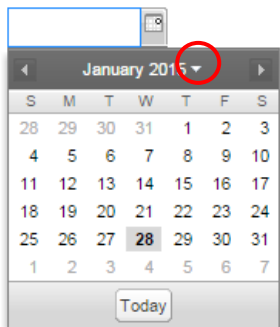 January 2015
S M T W T F S
28 29 30 31 1 2 3
4 5 6 7 8 9 10
11 12 13 14 15 16 17
18 19 20 21 22 23 24
25 26 27 28 29 30 31
1 2 3 4 5 6 7
Today